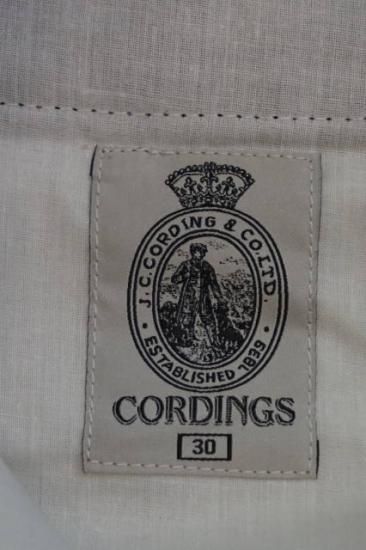 J.C.CORDING & CO.LTD.
• ESTABLISHED 1839 •
CORDINGS
30